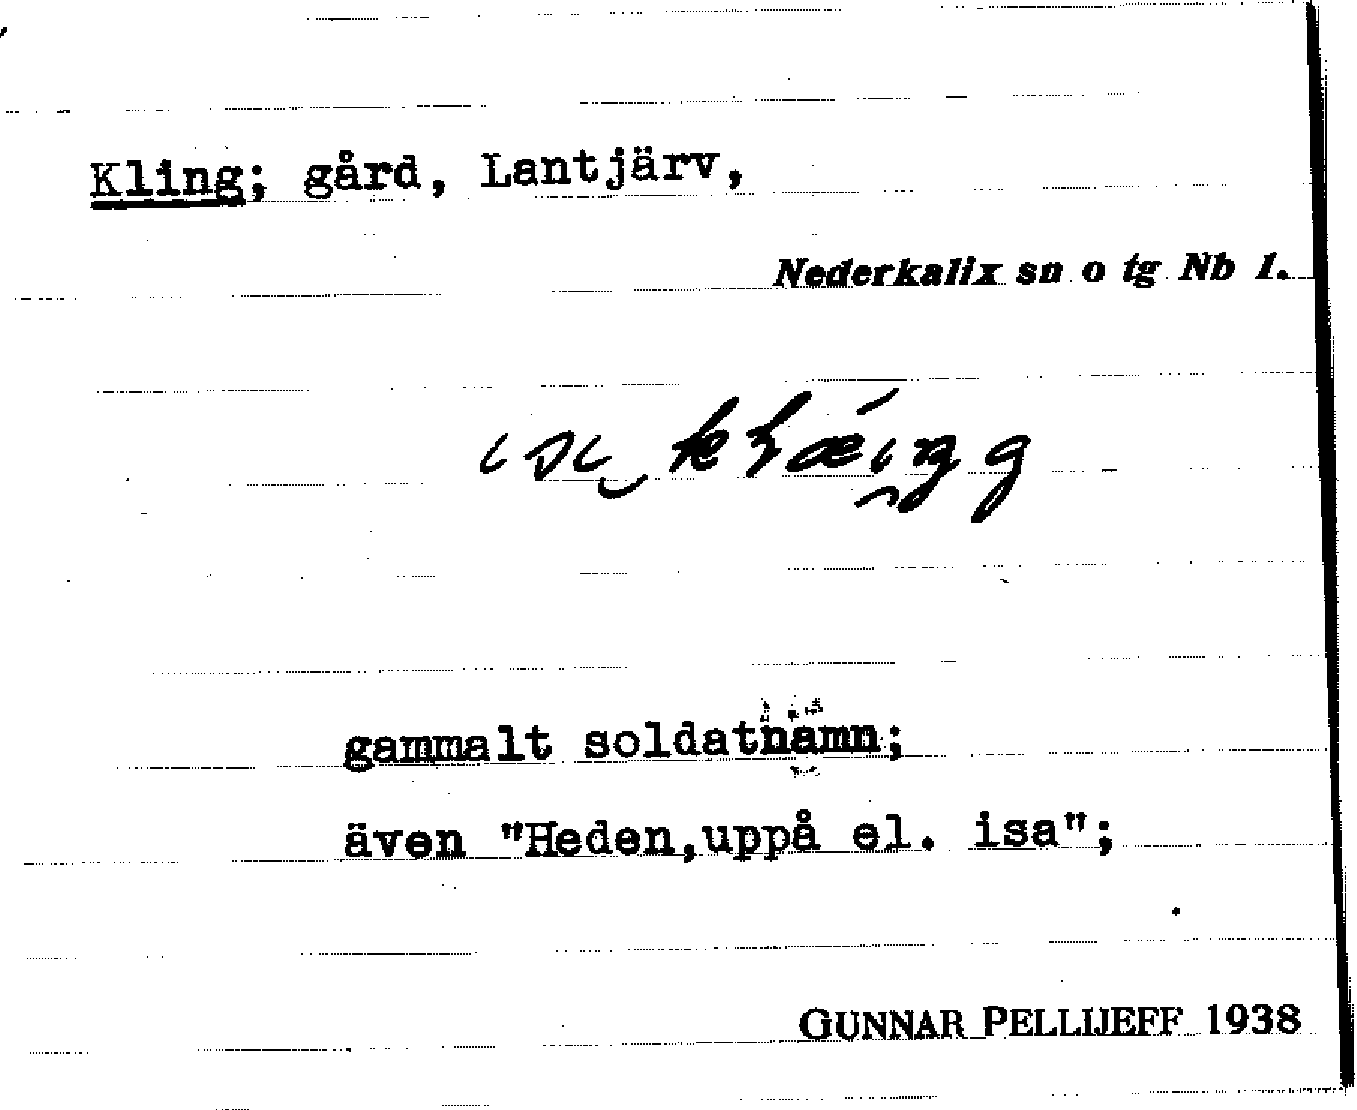 Kling; gård, Lantjärv,
Nederkalix sn o tg Nb 1.
gammalt soldatnamn;
även "Heden,uppå el. isa";
GUNNAR PELLIJEFF 1938